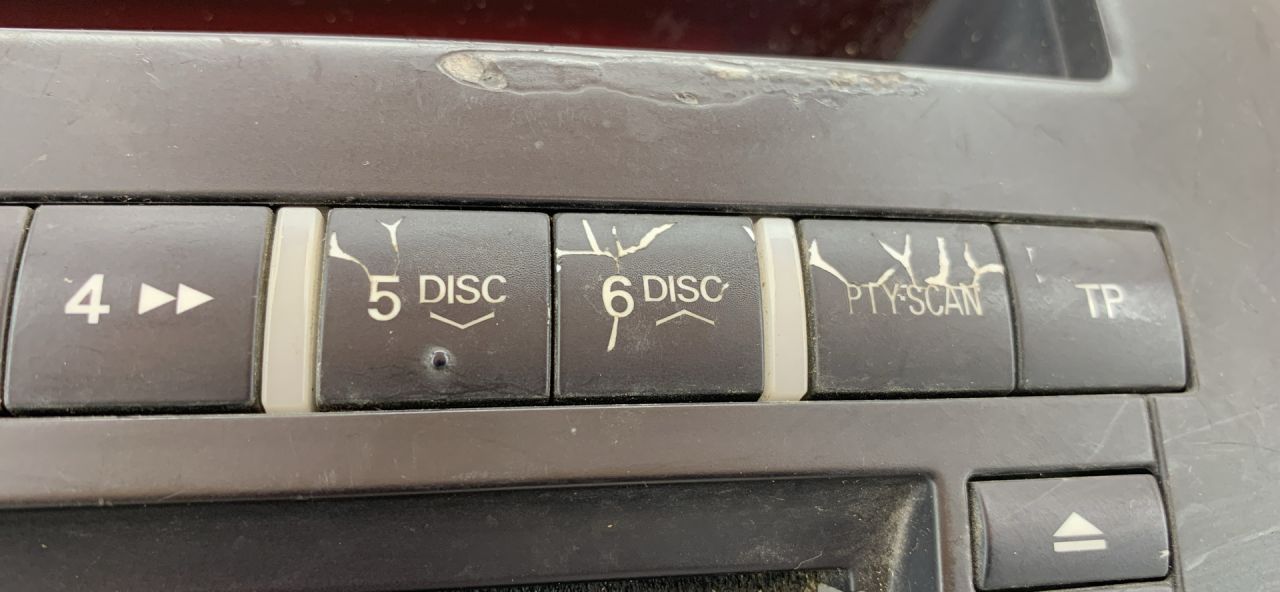 4 5 DISC 6 DISC PTY·SCAN TP